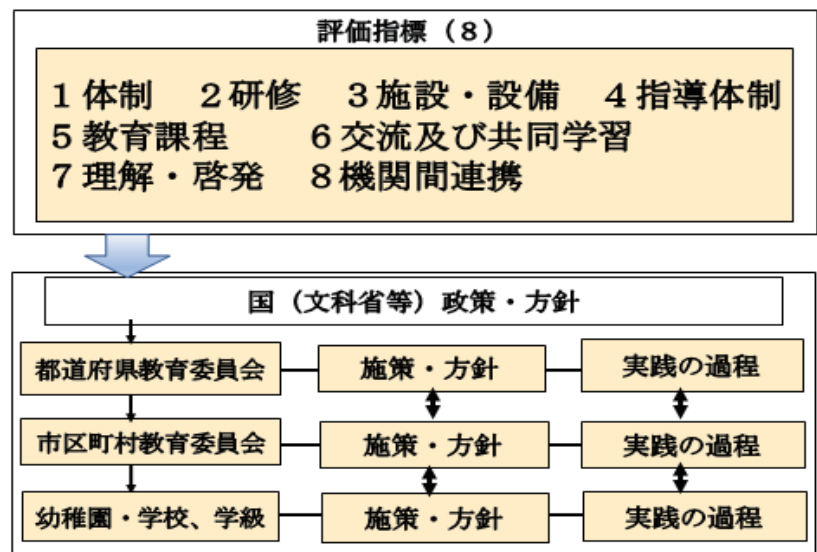 評価指標（８）
１体制　２研修　３施設・設備　４指導体制
５教育課程　６交流及び共同学習
７理解・啓発　８機関間連携
国（文科省等）政策・方針
都道府県教育委員会　施策・方針　実践の過程
市区町村教育委員会　施策・方針　実践の過程
幼稚園・学校、学級　施策・方針　実践の過程